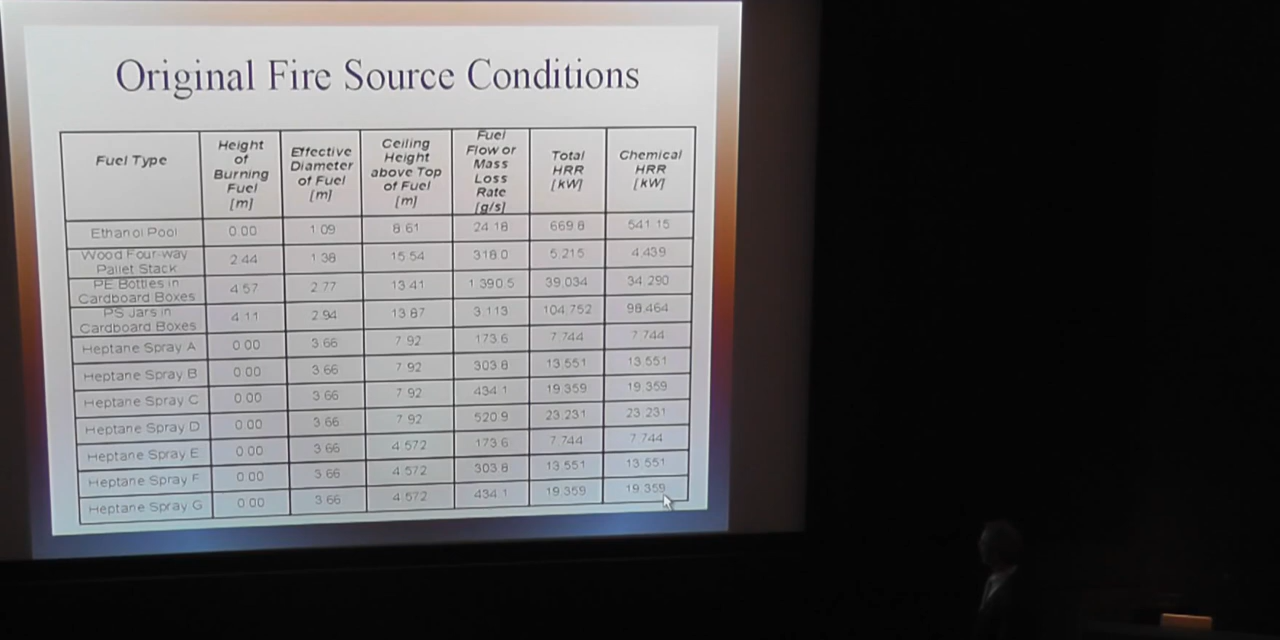 Original Fire Source Conditions
Fuel Type Height of Burning Fuel [m] Effective Diameter of Fuel [m] Ceiling Height above Top of Fuel [m] Fuel Flow or Mass Loss Rate [g/s] Total HRR [kW] Chemical HRR [kW]
Ethanol Pool 0.00 1.09 8.61 24.18 669.8 541.15
Wood Four-way Pallet Stack 2.44 1.38 15.54 318.0 5,215 4,439
PE Bottles in Cardboard Boxes 4.57 2.77 13.41 1,390.5 39,034 34,290
PS Jars in Cardboard Boxes 4.11 2.94 13.87 3,113 104,752 98,464
Heptane Spray A 0.00 3.66 7.92 173.6 7,744 7,744
Heptane Spray B 0.00 3.66 7.92 303.8 13,551 13,551
Heptane Spray C 0.00 3.66 7.92 434.1 19,359 19,359
Heptane Spray D 0.00 3.66 7.92 520.9 23,231 23,231
Heptane Spray E 0.00 3.66 4.572 173.6 7,744 7,744
Heptane Spray F 0.00 3.66 4.572 303.8 13,551 13,551
Heptane Spray G 0.00 3.66 4.572 434.1 19,359 19,359